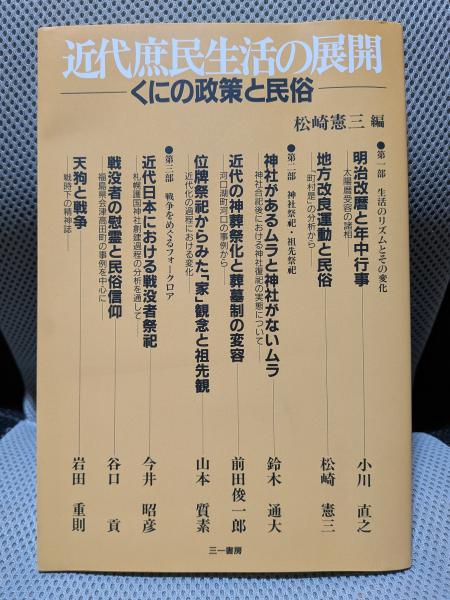 近代庶民生活の展開
くにの政策と民俗
松崎憲三 編
●第一部 生活のリズムとその変化
明治改暦と年中行事
太陽暦受容の諸相
小川 直之
地方改良運動と民俗
「町村是」の分析から
松崎 憲三
●第二部 神社祭祀・祖先祭祀
神社があるムラと神社がないムラ
神社合祀後における神社復祀の実態について
鈴木 通大
近代の神葬祭化と葬墓制の変容
河口湖町河口の事例から
前田俊一郎
位牌祭祀からみた「家」観念と祖先観
近代化の過程における変化
山本 質素
●第三部 戦争をめぐるフォークロア
近代日本における戦没者祭祀
札幌護国神社創建過程の分析を通して
今井 昭彦
戦没者の慰霊と民俗信仰
福島県会津高田町の事例を中心に
谷口 貢
天狗と戦争
戦時下の精神誌
岩田 重則
三一書房